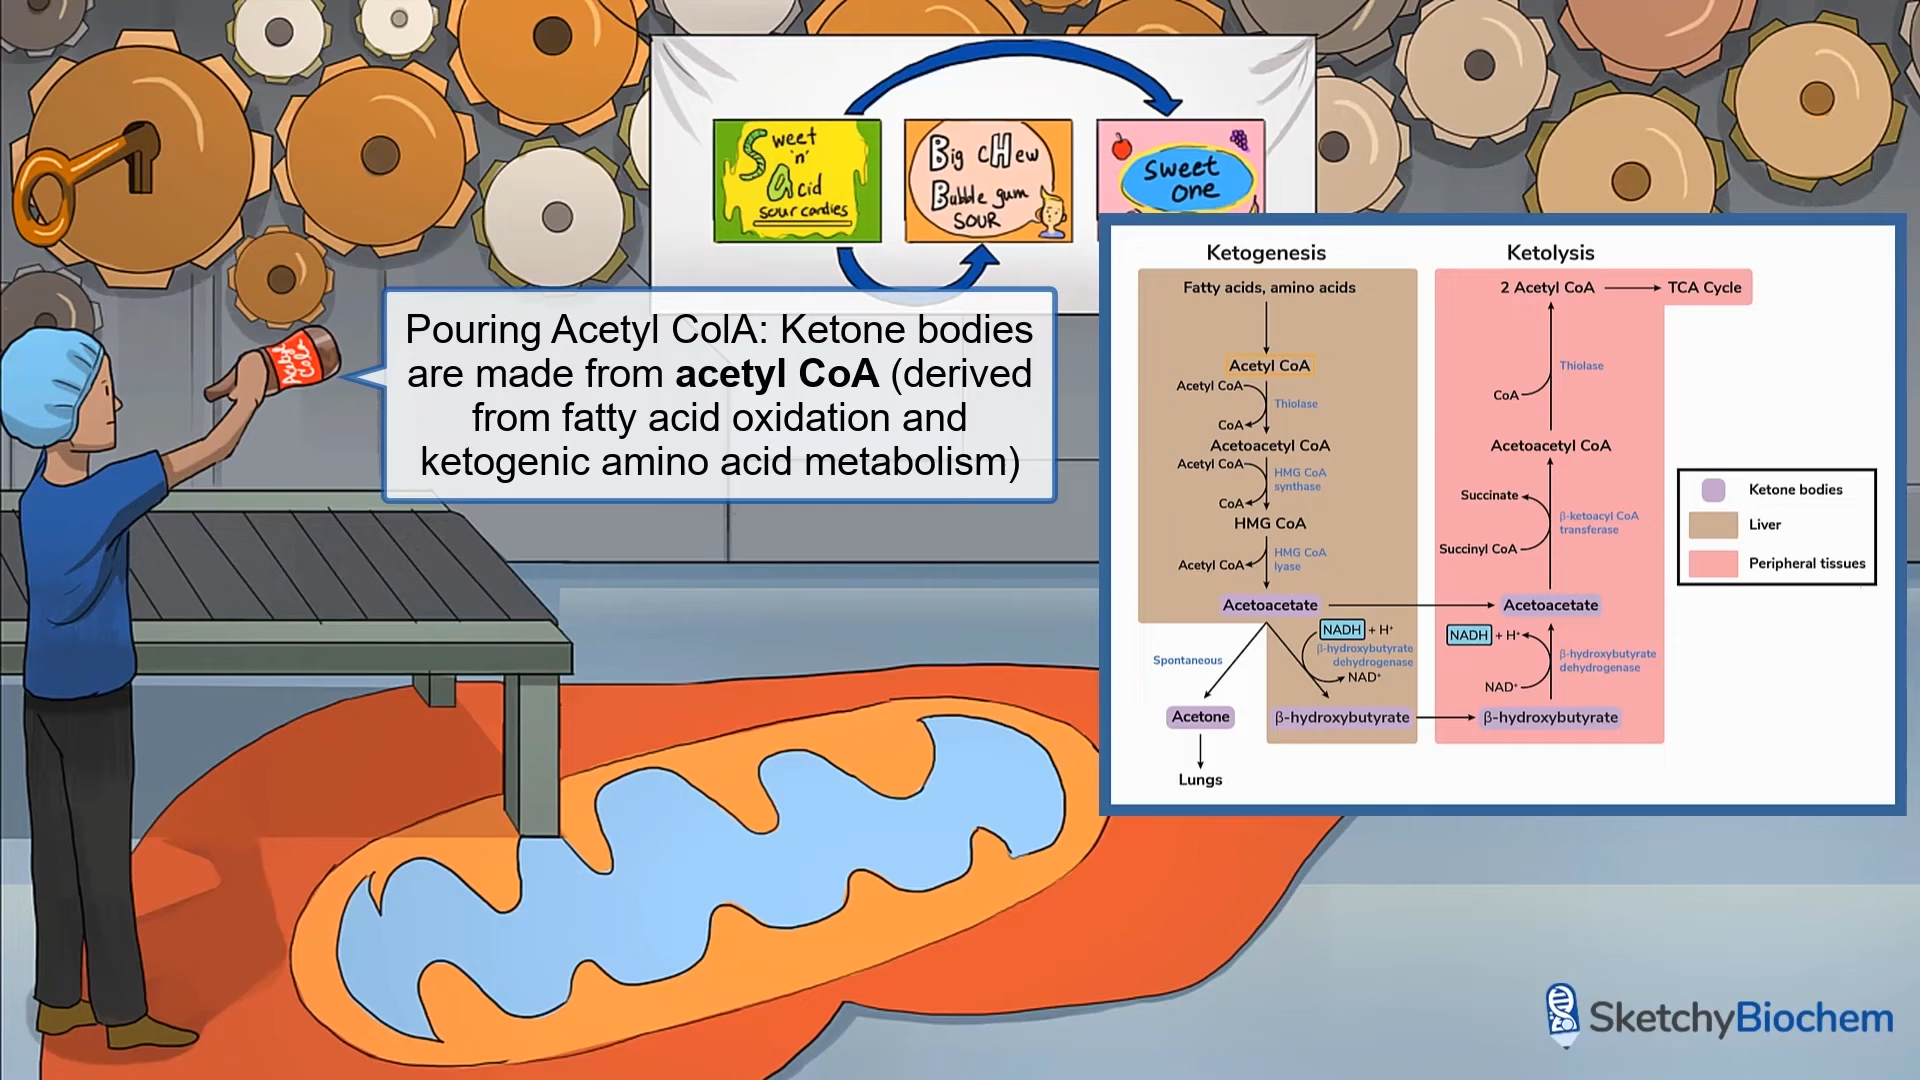 Sweet
'n'
Acid
sour candies
Big cHew
Bubble gum
SOUR
Sweet
one
Acetyl
Cola
Pouring Acetyl ColA: Ketone bodies
are made from acetyl CoA (derived
from fatty acid oxidation and
ketogenic amino acid metabolism)
Ketogenesis
Fatty acids, amino acids
Acetyl CoA
Acetyl CoA
Thiolase
CoA
Acetoacetyl CoA
Acetyl CoA
HMG CoA
synthase
CoA
HMG CoA
HMG CoA
lyase
Acetyl CoA
Acetoacetate
NADH + H⁺
β-hydroxybutyrate
dehydrogenase
NAD⁺
Spontaneous
Acetone
β-hydroxybutyrate
Lungs
Ketolysis
2 Acetyl CoA
TCA Cycle
Thiolase
CoA
Acetoacetyl CoA
Succinate
β-ketoacyl CoA
transferase
Succinyl CoA
Acetoacetate
NADH + H⁺
β-hydroxybutyrate
dehydrogenase
NAD⁺
β-hydroxybutyrate
Ketone bodies
Liver
Peripheral tissues
SketchyBiochem